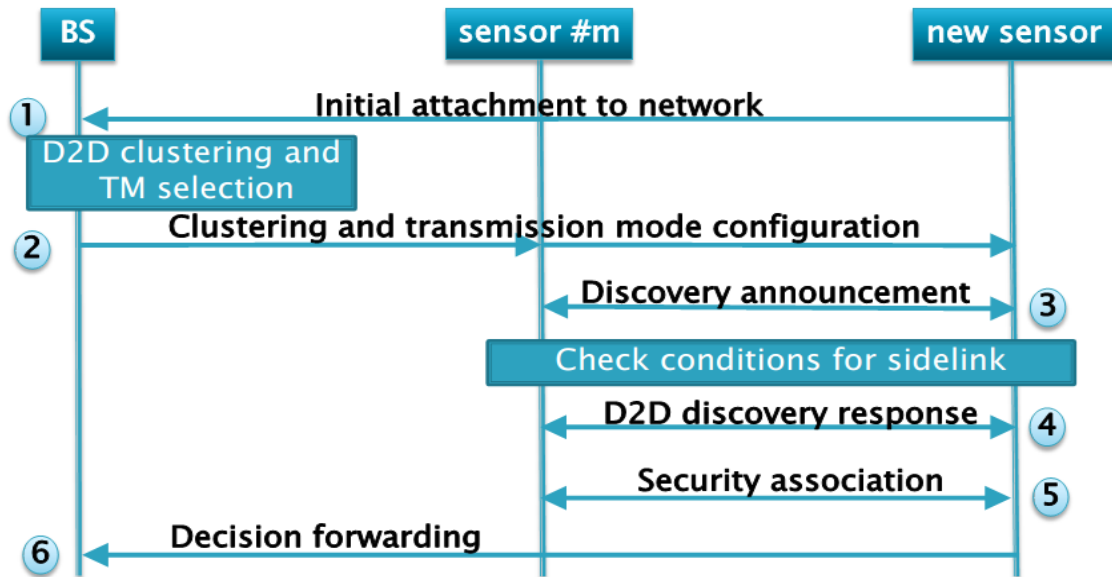 BS
sensor #m
new sensor
Initial attachment to network
1
D2D clustering and
TM selection
Clustering and transmission mode configuration
2
Discovery announcement
3
Check conditions for sidelink
D2D discovery response
4
Security association
5
Decision forwarding
6